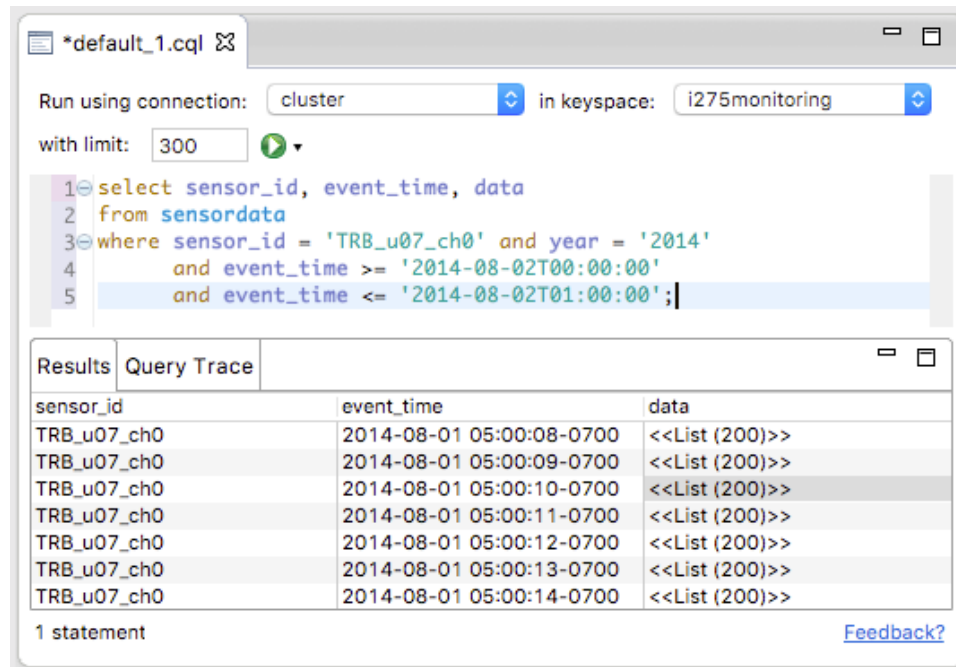 *default_1.cql
Run using connection: cluster in keyspace: i275monitoring
with limit: 300
1 select sensor_id, event_time, data
2 from sensordata
3 where sensor_id = 'TRB_u07_ch0' and year = '2014'
4 and event_time >= '2014-08-02T00:00:00'
5 and event_time <= '2014-08-02T01:00:00';
Results Query Trace
sensor_id event_time data
TRB_u07_ch0 2014-08-01 05:00:08-0700 <<List (200)>>
TRB_u07_ch0 2014-08-01 05:00:09-0700 <<List (200)>>
TRB_u07_ch0 2014-08-01 05:00:10-0700 <<List (200)>>
TRB_u07_ch0 2014-08-01 05:00:11-0700 <<List (200)>>
TRB_u07_ch0 2014-08-01 05:00:12-0700 <<List (200)>>
TRB_u07_ch0 2014-08-01 05:00:13-0700 <<List (200)>>
TRB_u07_ch0 2014-08-01 05:00:14-0700 <<List (200)>>
1 statement Feedback?